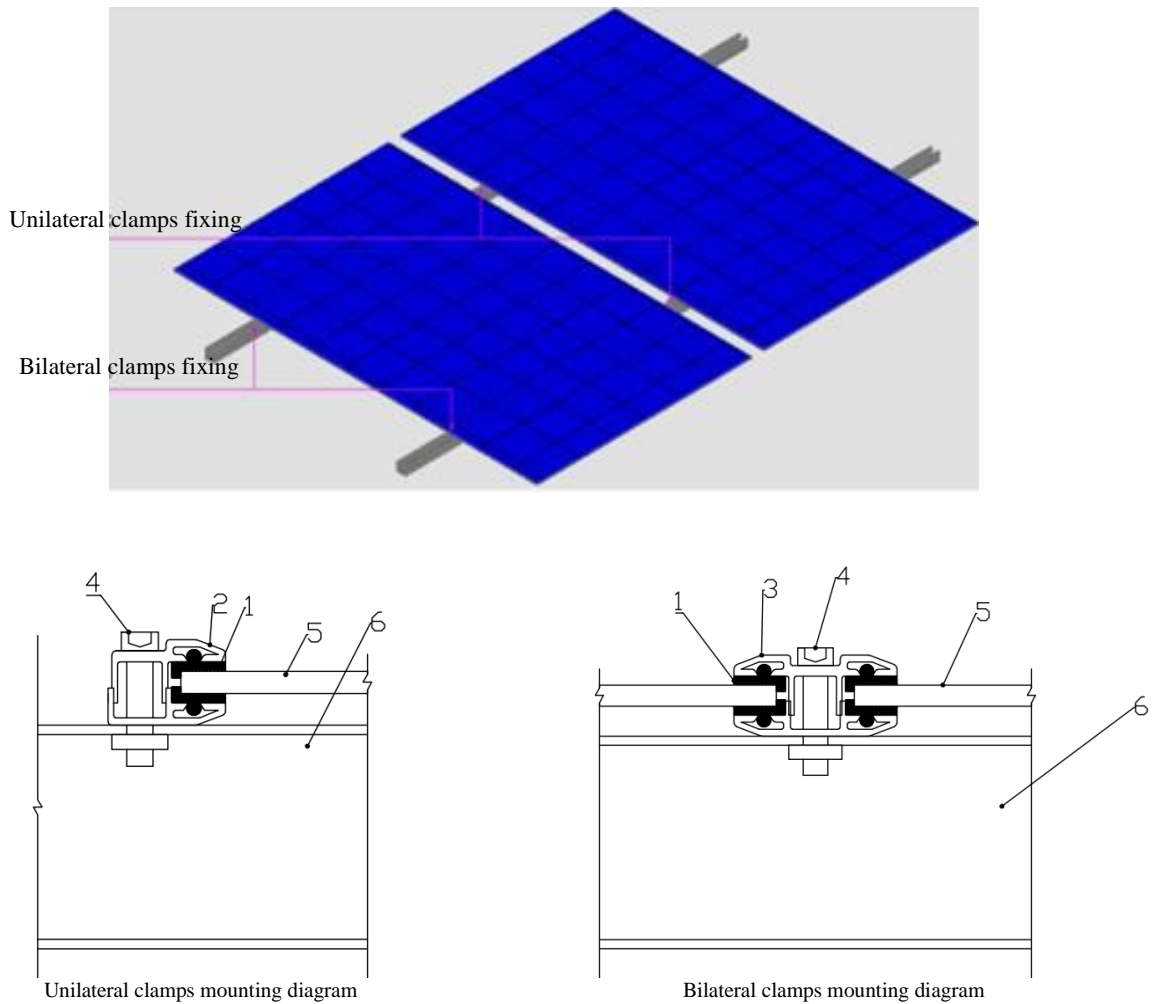 Unilateral clamps fixing
Bilateral clamps fixing
4
2
1
5
6
1
3
4
5
6
Unilateral clamps mounting diagram
Bilateral clamps mounting diagram